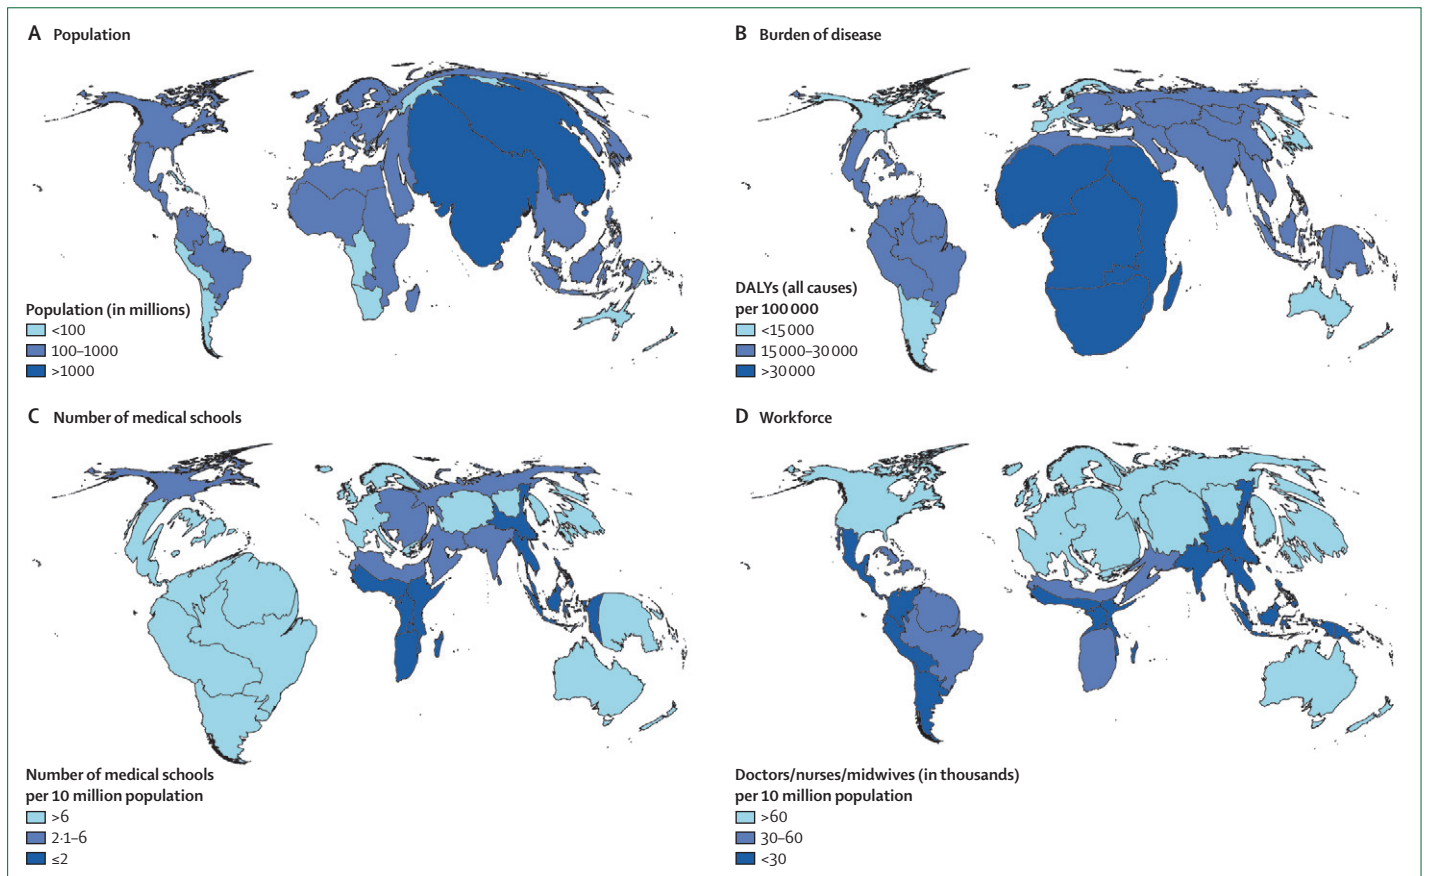 A Population
B Burden of disease
Population (in millions)
<100
100–1000
>1000
DALYs (all causes)
per 100 000
<15 000
15 000–30 000
>30 000
C Number of medical schools
D Workforce
Number of medical schools
per 10 million population
>6
2·1–6
≤2
Doctors/nurses/midwives (in thousands)
per 10 million population
>60
30–60
<30